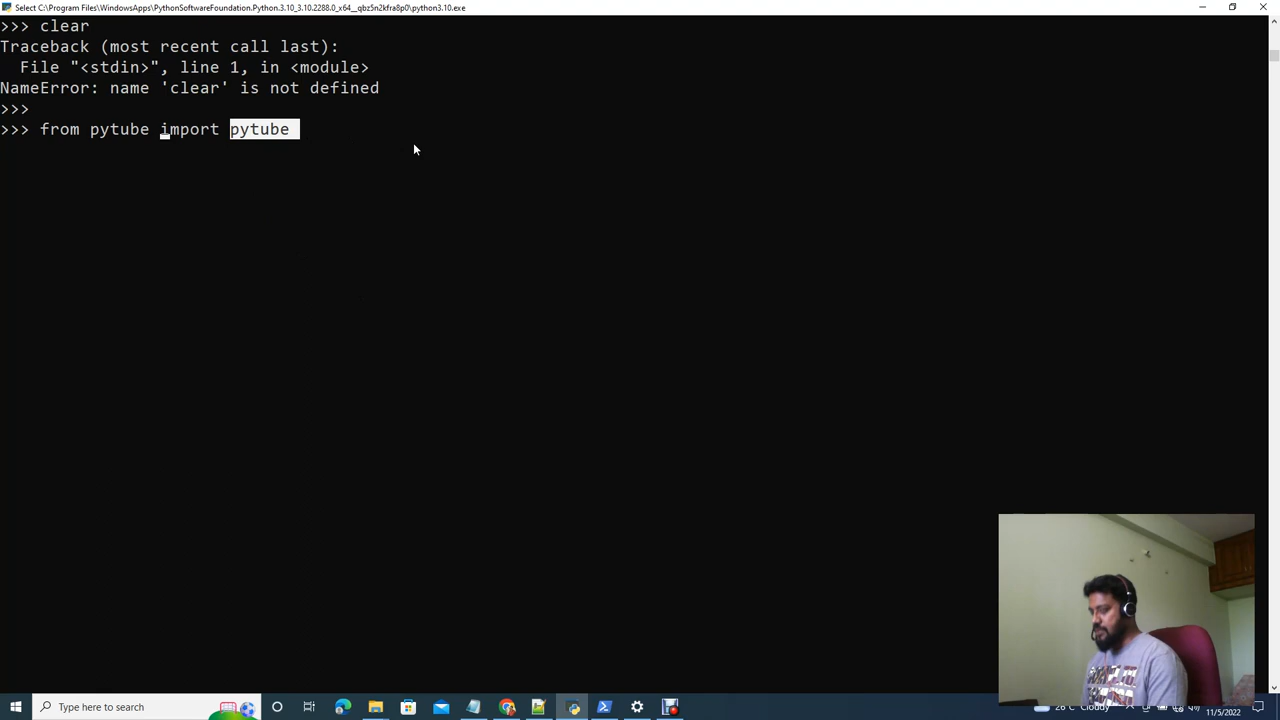 Select C:\Program Files\WindowsApps\PythonSoftwareFoundation.Python.3.10_3.10.2288.0_x64__qbz5n2kfra8p0\python3.10.exe
>>> clear
Traceback (most recent call last):
  File "<stdin>", line 1, in <module>
NameError: name 'clear' is not defined
>>>
>>> from pytube import pytube
Type here to search
26°C Cloudy
11/5/2022